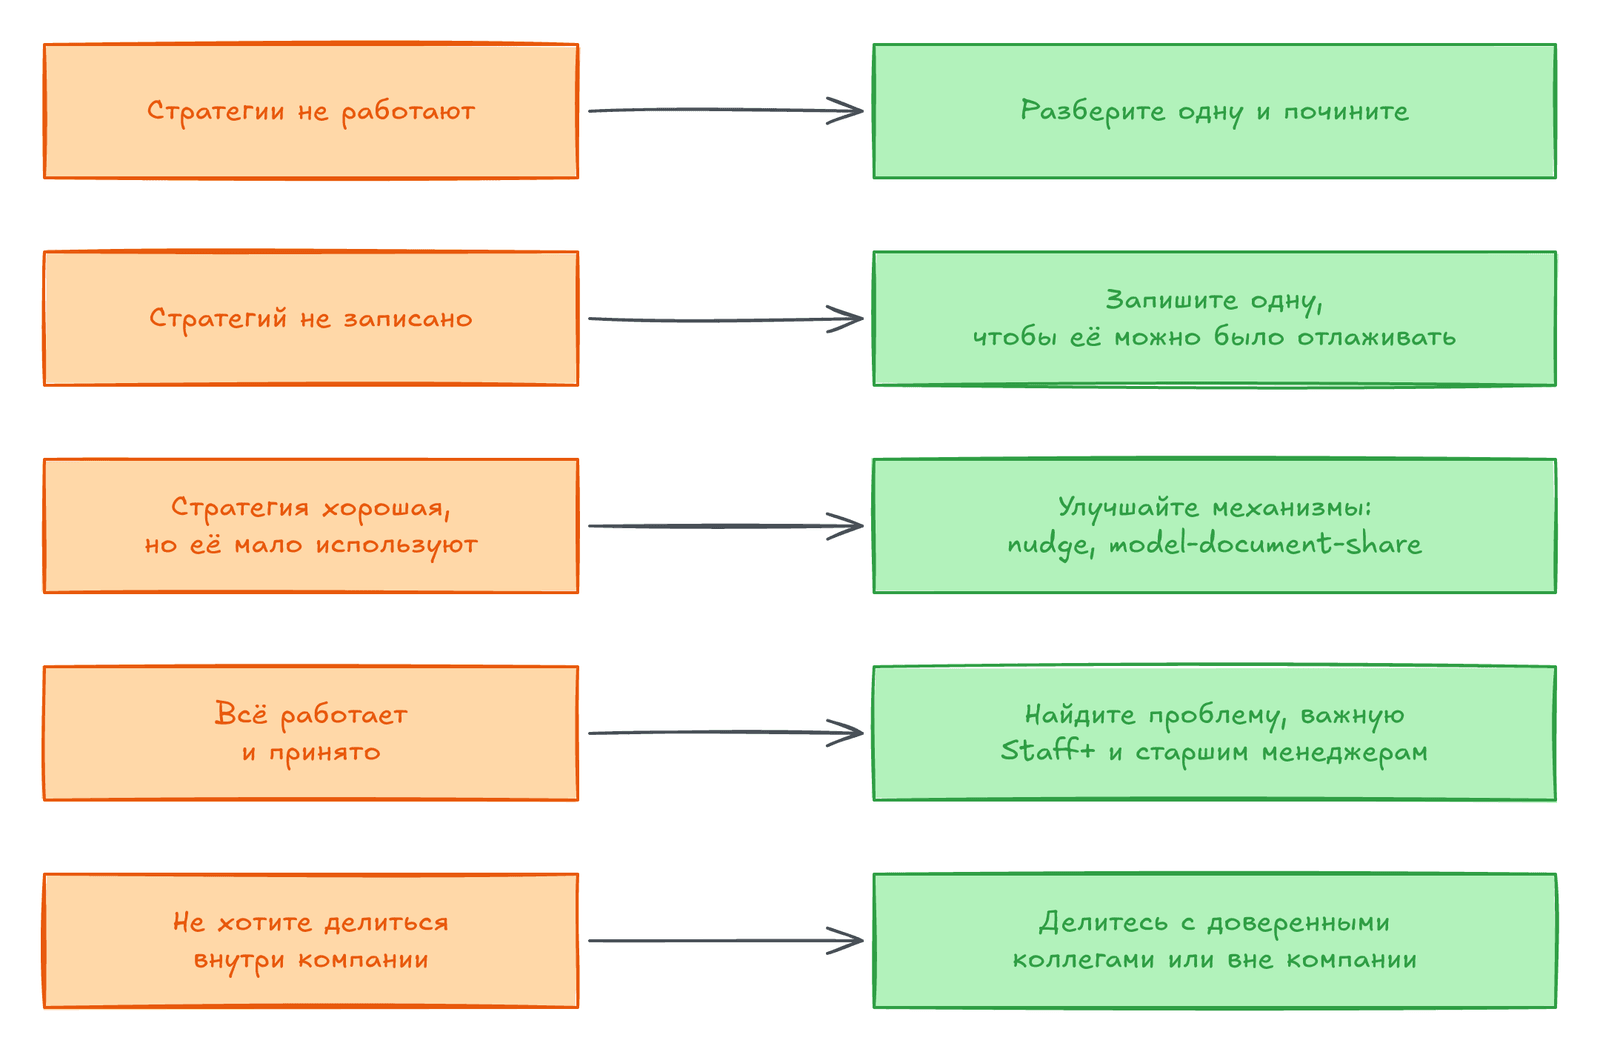 Стратегии не работают
Разберите одну и почините
Стратегий не записано
Запишите одну,
чтобы её можно было отлаживать
Стратегия хорошая,
но её мало используют
Улучшайте механизмы:
nudge, model-document-share
Всё работает
и принято
Найдите проблему, важную
Staff+ и старшим менеджерам
Не хотите делиться
внутри компании
Делитесь с доверенными
коллегами или вне компании